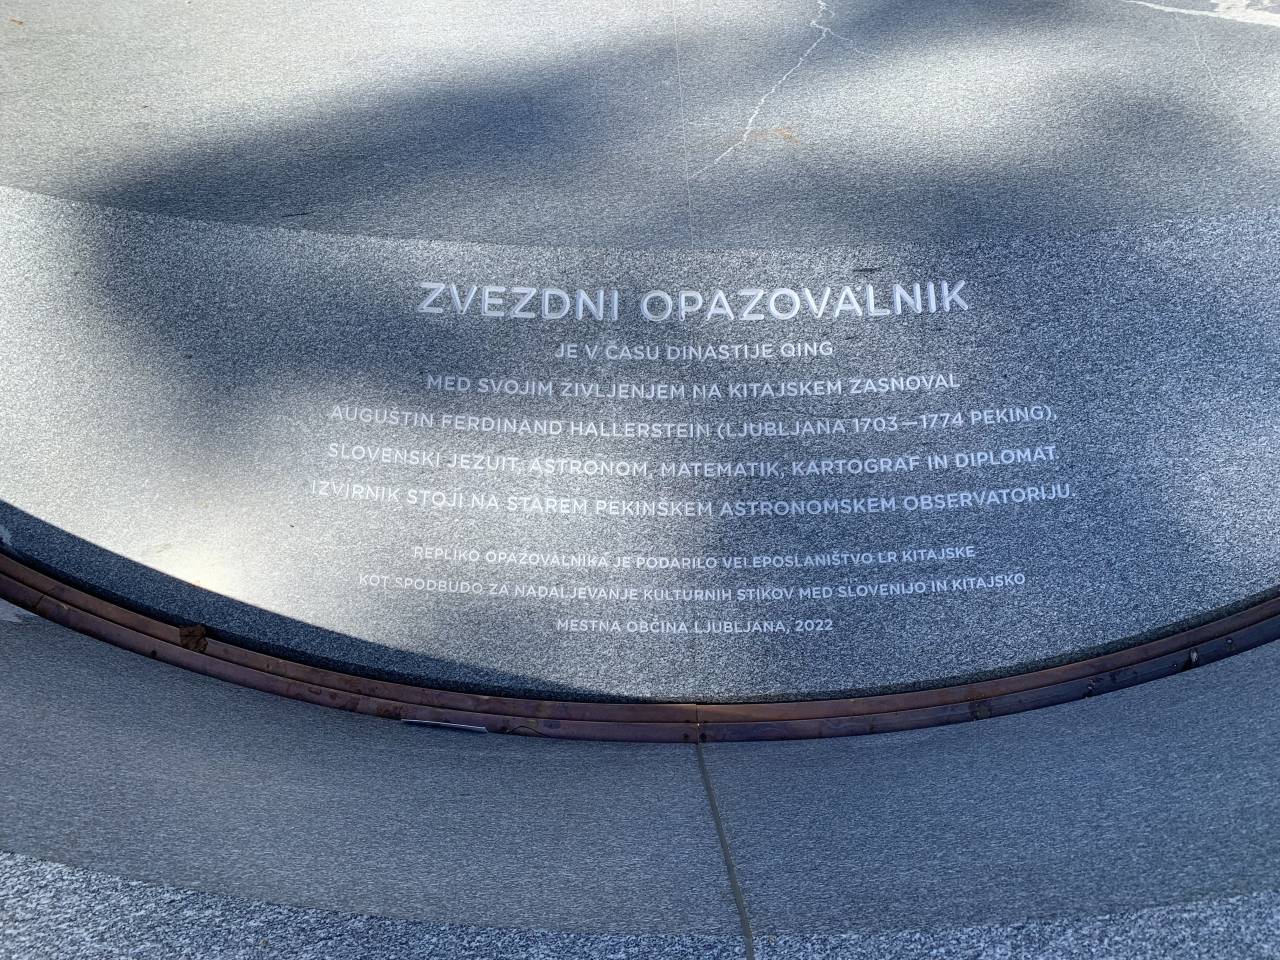 ZVEZDNI OPAZOVALNIK
JE V ČASU DINASTIJE QING
MED SVOJIM ŽIVLJENJEM NA KITAJSKEM ZASNOVAL
AUGUŠTIN FERDINAND HALLERSTEIN (LJUBLJANA 1703—1774 PEKING),
SLOVENSKI JEZUIT, ASTRONOM, MATEMATIK, KARTOGRAF IN DIPLOMAT.
IZVIRNIK STOJI NA STAREM PEKINŠKEM ASTRONOMSKEM OBSERVATORIJU.
REPLIKO OPAZOVALNIKA JE PODARILO VELEPOSLANIŠTVO LR KITAJSKE
KOT SPODBUDO ZA NADALJEVANJE KULTURNIH STIKOV MED SLOVENIJO IN KITAJSKO
MESTNA OBČINA LJUBLJANA, 2022